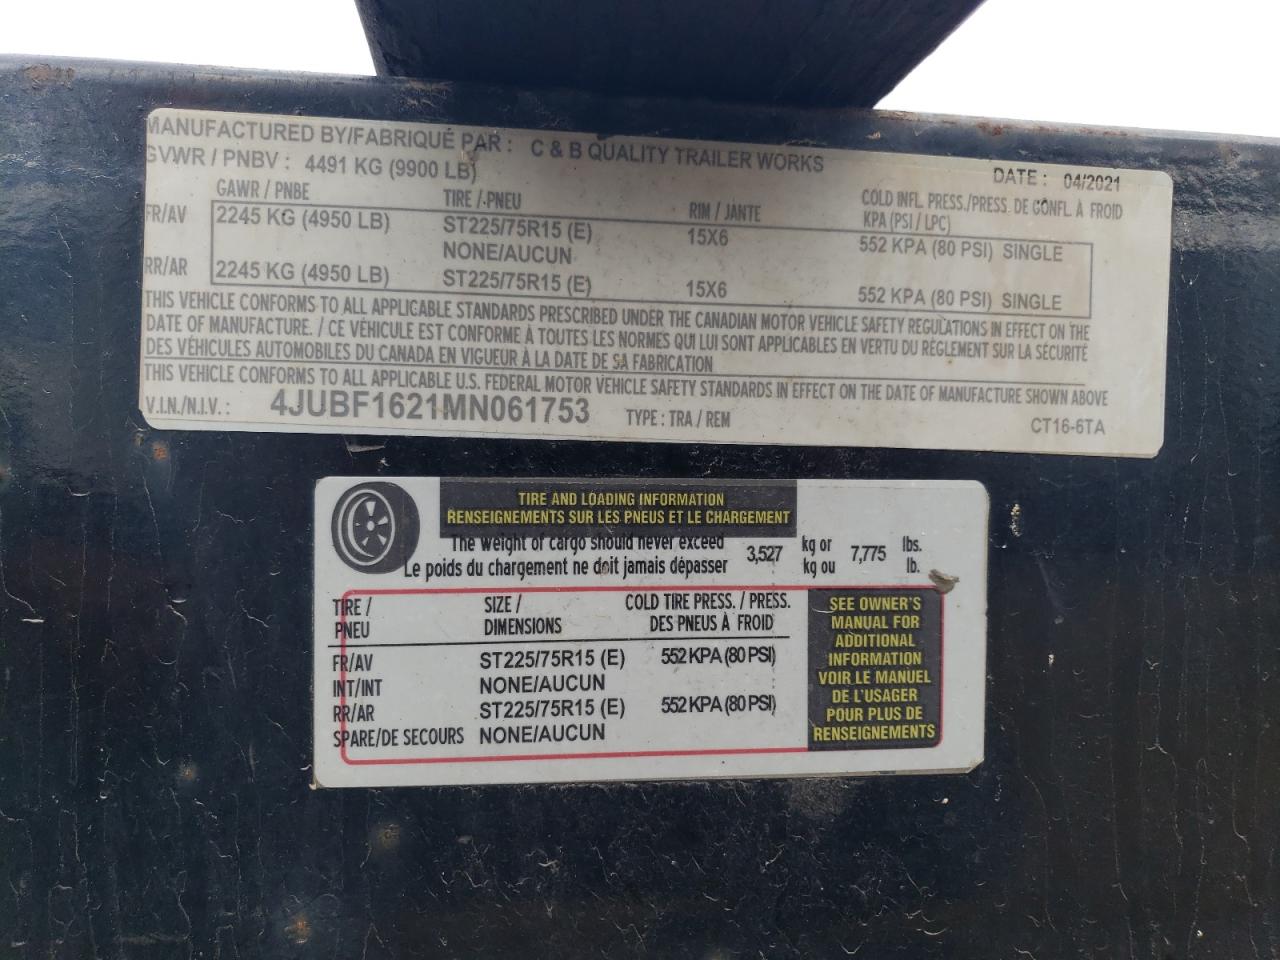 MANUFACTURED BY/FABRIQUÉ PAR : C & B QUALITY TRAILER WORKS DATE : 04/2021
GVWR / PNBV : 4491 KG (9900 LB)
GAWR / PNBE TIRE / PNEU RIM / JANTE COLD INFL. PRESS./PRESS. DE GONFL. À FROID
KPA (PSI / LPC)
FR/AV 2245 KG (4950 LB) ST225/75R15 (E) 15X6 552 KPA (80 PSI) SINGLE
NONE/AUCUN
RR/AR 2245 KG (4950 LB) ST225/75R15 (E) 15X6 552 KPA (80 PSI) SINGLE
THIS VEHICLE CONFORMS TO ALL APPLICABLE STANDARDS PRESCRIBED UNDER THE CANADIAN MOTOR VEHICLE SAFETY REGULATIONS IN EFFECT ON THE
DATE OF MANUFACTURE. / CE VÉHICULE EST CONFORME À TOUTES LES NORMES QUI LUI SONT APPLICABLES EN VERTU DU RÈGLEMENT SUR LA SÉCURITÉ
DES VÉHICULES AUTOMOBILES DU CANADA EN VIGUEUR À LA DATE DE SA FABRICATION
THIS VEHICLE CONFORMS TO ALL APPLICABLE U.S. FEDERAL MOTOR VEHICLE SAFETY STANDARDS IN EFFECT ON THE DATE OF MANUFACTURE SHOWN ABOVE
V.I.N./N.I.V.: 4JUBF1621MN061753 TYPE : TRA / REM CT16-6TA
TIRE AND LOADING INFORMATION
RENSEIGNEMENTS SUR LES PNEUS ET LE CHARGEMENT
The weight of cargo should never exceed 3,527 kg or 7,775 lbs.
Le poids du chargement ne doit jamais dépasser kg ou lb.
TIRE / SIZE / COLD TIRE PRESS. / PRESS.
PNEU DIMENSIONS DES PNEUS À FROID
FR/AV ST225/75R15 (E) 552 KPA (80 PSI)
INT/INT NONE/AUCUN
RR/AR ST225/75R15 (E) 552 KPA (80 PSI)
SPARE/DE SECOURS NONE/AUCUN
SEE OWNER'S
MANUAL FOR
ADDITIONAL
INFORMATION
VOIR LE MANUEL
DE L'USAGER
POUR PLUS DE
RENSEIGNEMENTS